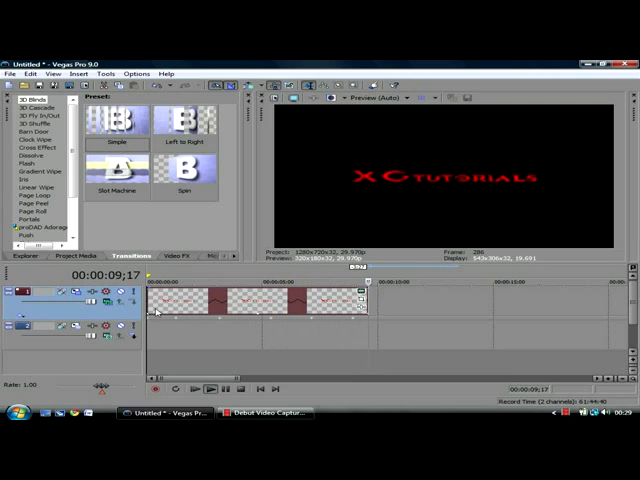 Untitled * - Vegas Pro 9.0
File Edit View Insert Tools Options Help
3D Blinds
3D Cascade
3D Fly In/Out
3D Shuffle
Barn Door
Clock Wipe
Cross Effect
Dissolve
Flash
Gradient Wipe
Iris
Linear Wipe
Page Loop
Page Peel
Page Roll
Portals
proDAD Adorag
Push
Preset:
Simple
Left to Right
Slot Machine
Spin
Explorer Project Media Transitions Video FX M
Preview (Auto)
XC TUTORIALS
Project: 1280x720x32, 29.970p
Preview: 320x180x32, 29.970p
Frame: 286
Display: 543x306x32, 19.691
00:00:09;17
00:00:00;00 00:00:05;00 00:00:10;00 00:00:15;00
1
2
Rate: 1.00
00:00:09;17
Record Time (2 channels): 61:44:40
Untitled * - Vegas Pr...
Debut Video Captur...
00:29